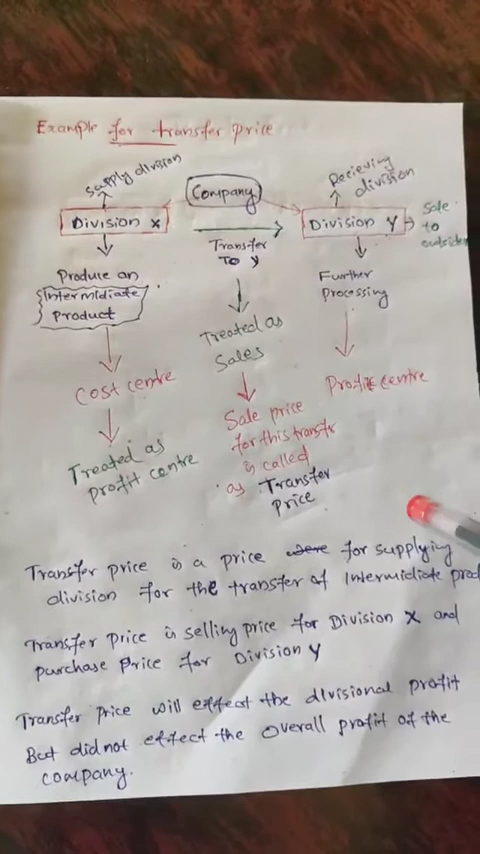 Example for transfer price
Supply division
Company
Recieving
division
Division X
Division Y
Sale
to
outsider
Transfer
To Y
Produce an
Intermidiate
Product
Further
Processing
Treated as
Sales
Cost centre
Profit centre
Treated as
profit centre
Sale price
for this transfer
is called
as Transfer
Price
Transfer price is a price for supplying
division for the transfer of Intermidiate
Transfer price is selling price for Division X and
purchase Price for Division Y
Transfer price will effect the divisional profit
But did not effect the overall profit of the
company.